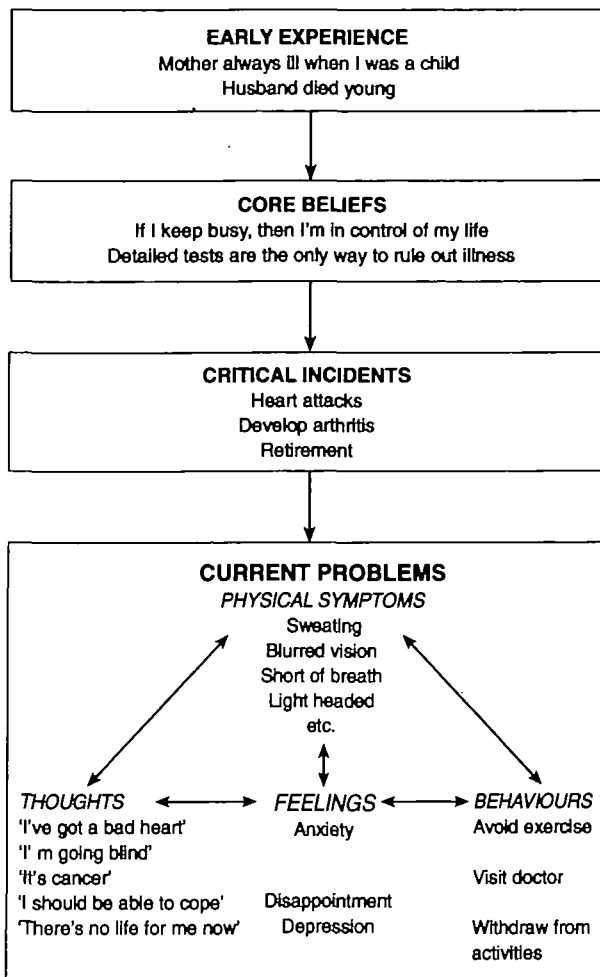 EARLY EXPERIENCE
Mother always ill when I was a child
Husband died young
CORE BELIEFS
If I keep busy, then I'm in control of my life
Detailed tests are the only way to rule out illness
CRITICAL INCIDENTS
Heart attacks
Develop arthritis
Retirement
CURRENT PROBLEMS
PHYSICAL SYMPTOMS
Sweating
Blurred vision
Short of breath
Light headed
etc.
THOUGHTS
'I've got a bad heart'
'I' m going blind'
'It's cancer'
'I should be able to cope'
'There's no life for me now'
FEELINGS
Anxiety
Disappointment
Depression
BEHAVIOURS
Avoid exercise
Visit doctor
Withdraw from
activities